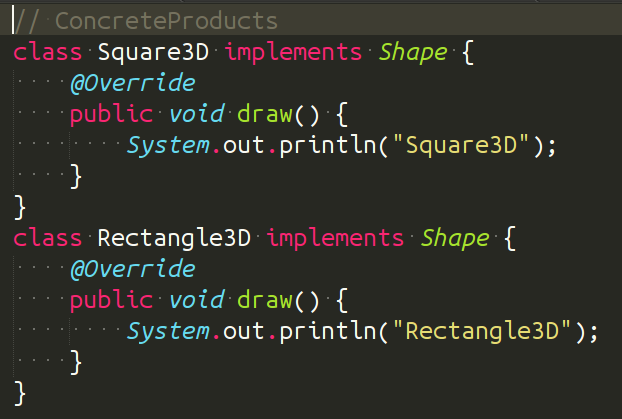 // ConcreteProducts
class Square3D implements Shape {
    @Override
    public void draw() {
        System.out.println("Square3D");
    }
}
class Rectangle3D implements Shape {
    @Override
    public void draw() {
        System.out.println("Rectangle3D");
    }
}